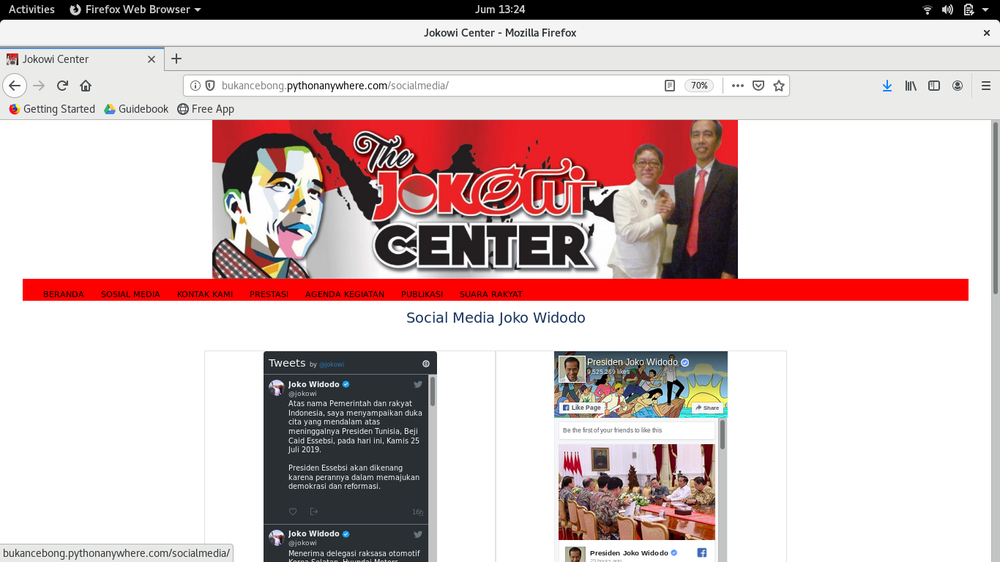 Activities Firefox Web Browser Jum 13:24
Jokowi Center - Mozilla Firefox
Jokowi Center
bukancebong.pythonanywhere.com/socialmedia/ 70%
Getting Started Guidebook Free App
The
JOKOWI
CENTER
BERANDA SOSIAL MEDIA KONTAK KAMI PRESTASI AGENDA KEGIATAN PUBLIKASI SUARA RAKYAT
Social Media Joko Widodo
Tweets by @jokowi
Joko Widodo
@jokowi
Atas nama Pemerintah dan rakyat
Indonesia, saya menyampaikan duka
cita yang mendalam atas
meninggalnya Presiden Tunisia, Beji
Caid Essebsi, pada hari ini, Kamis 25
Juli 2019.
Presiden Essebsi akan dikenang
karena perannya dalam memajukan
demokrasi dan reformasi.
16h
Joko Widodo
@jokowi
Menerima delegasi raksasa otomotif
Korea Selatan, Hyundai Motors
Presiden Joko Widodo
9,525,269 likes
Like Page Share
Be the first of your friends to like this
Presiden Joko Widodo
23 hours ago
bukancebong.pythonanywhere.com/socialmedia/